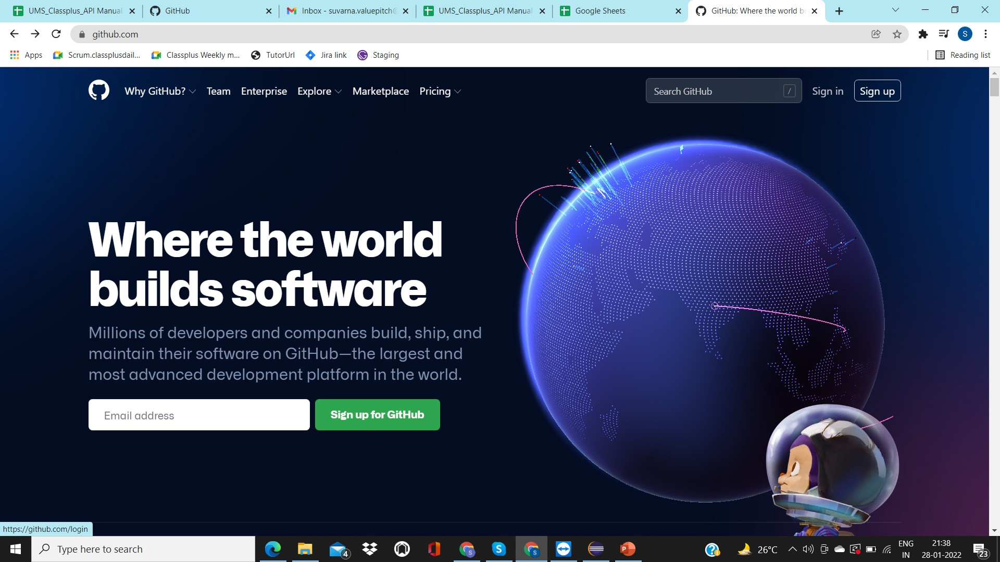 UMS_Classplus_API Manual
GitHub
Inbox - suvarna.valuepitch@
UMS_Classplus_API Manual
Google Sheets
GitHub: Where the world b
github.com
S
Apps
Scrum.classplusdail...
Classplus Weekly m...
TutorUrl
Jira link
Staging
Reading list
Why GitHub?
Team
Enterprise
Explore
Marketplace
Pricing
Search GitHub
/
Sign in
Sign up
Where the world
builds software
Millions of developers and companies build, ship, and
maintain their software on GitHub—the largest and
most advanced development platform in the world.
Email address
Sign up for GitHub
https://github.com/login
Type here to search
4
26°C
ENG
IN
21:38
28-01-2022
23